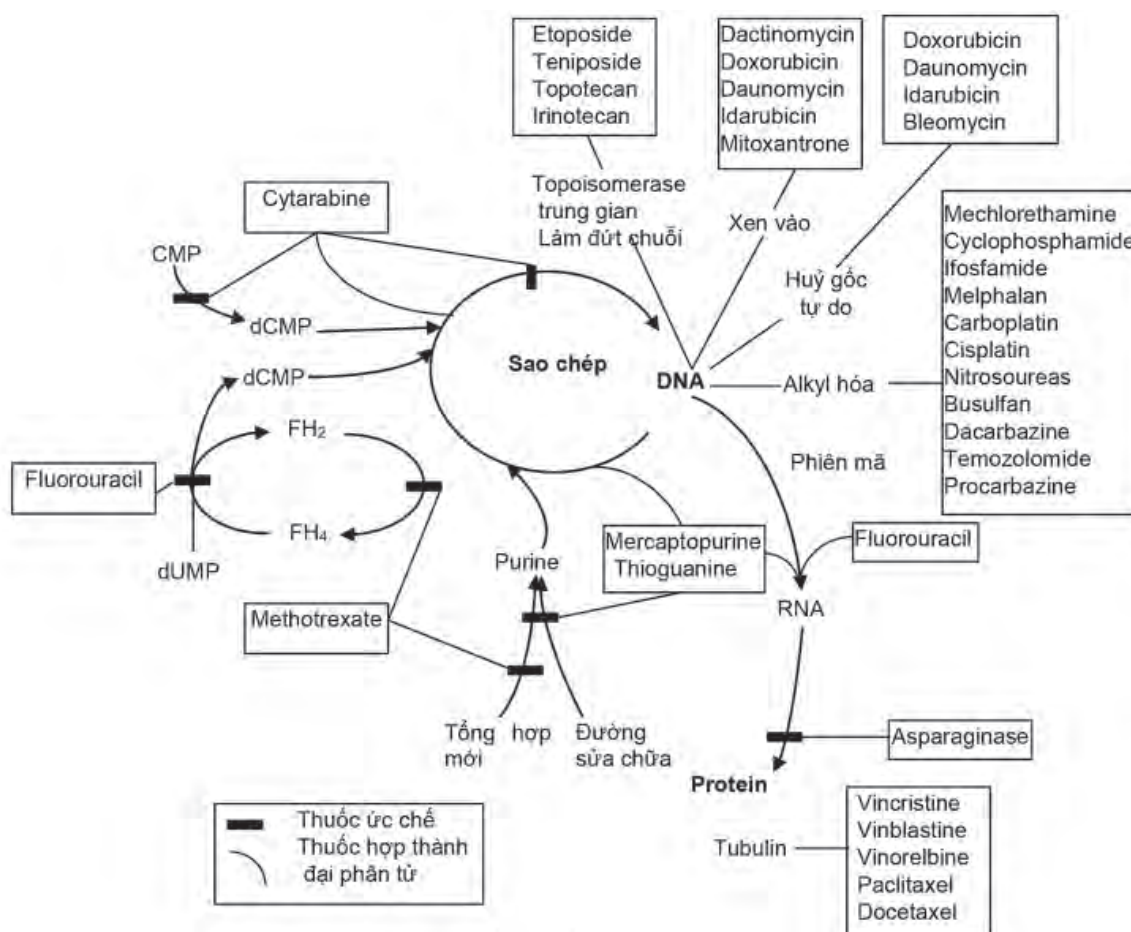 Etoposide
Teniposide
Topotecan
Irinotecan
Dactinomycin
Doxorubicin
Daunomycin
Idarubicin
Mitoxantrone
Doxorubicin
Daunomycin
Idarubicin
Bleomycin
Topoisomerase
trung gian
Làm đứt chuỗi
Xen vào
Huỷ gốc
tự do
Cytarabine
CMP
dCMP
dCMP
Sao chép
DNA
Alkyl hóa
Mechlorethamine
Cyclophosphamide
Ifosfamide
Melphalan
Carboplatin
Cisplatin
Nitrosoureas
Busulfan
Dacarbazine
Temozolomide
Procarbazine
FH2
Fluorouracil
FH4
dUMP
Phiên mã
Purine
Mercaptopurine
Thioguanine
Fluorouracil
RNA
Methotrexate
Tổng hợp
mới
Đường
sửa chữa
Asparaginase
Protein
Thuốc ức chế
Thuốc hợp thành
đại phân tử
Tubulin
Vincristine
Vinblastine
Vinorelbine
Paclitaxel
Docetaxel